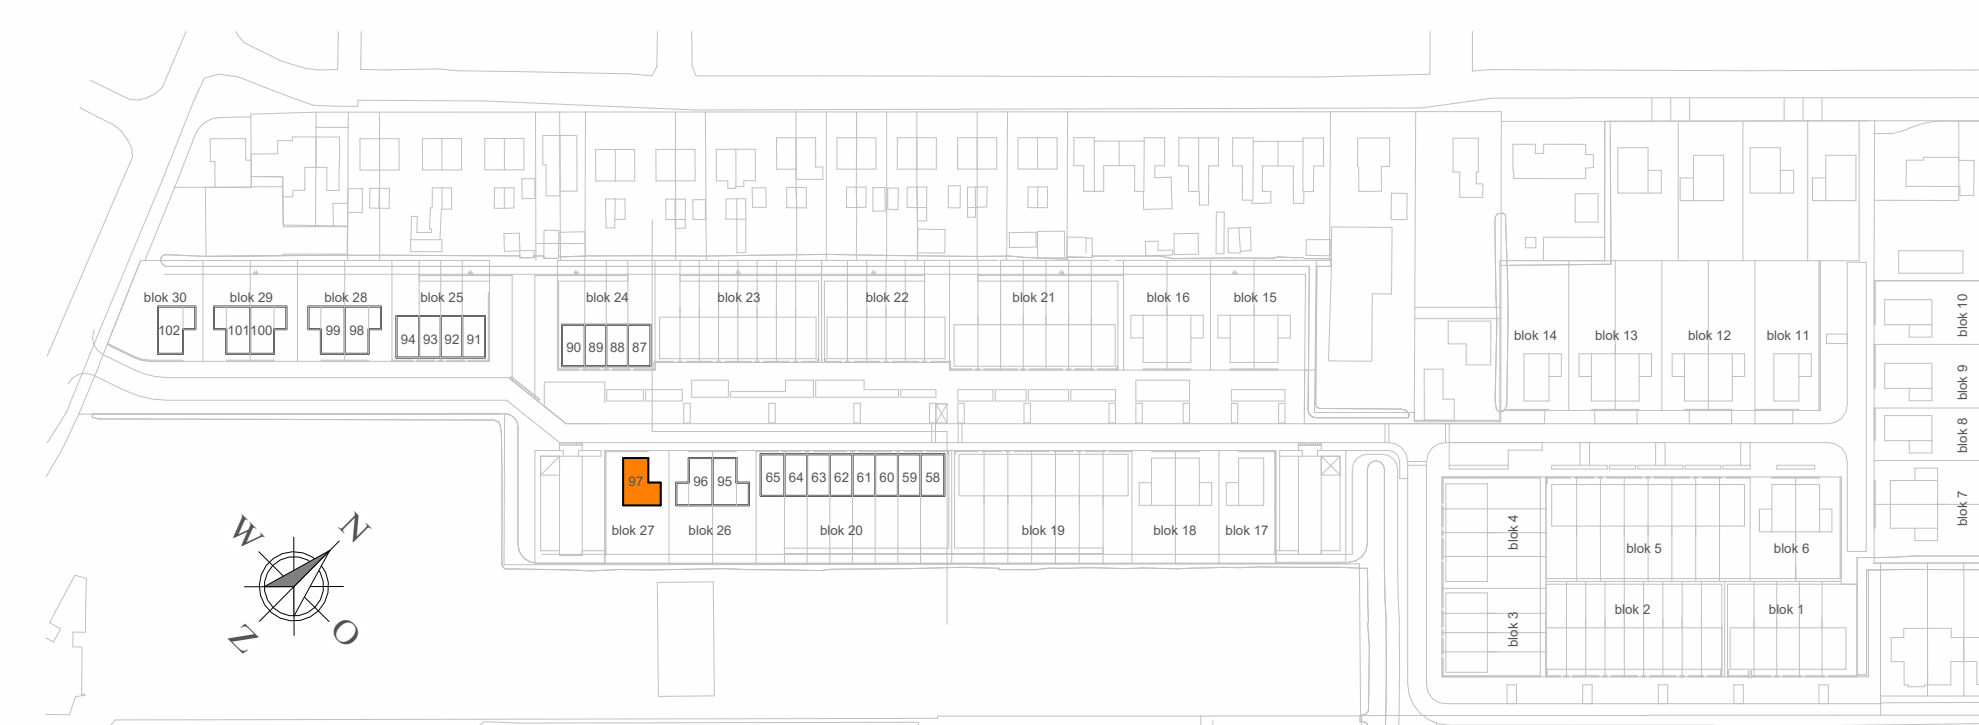 blok 30
blok 29
blok 28
blok 25
blok 24
blok 23
blok 22
blok 21
blok 16
blok 15
102
101
100
99
98
94
93
92
91
90
89
88
87
blok 14
blok 13
blok 12
blok 11
blok 10
blok 9
blok 8
blok 7
97
96
95
65
64
63
62
61
60
59
58
blok 27
blok 26
blok 20
blok 19
blok 18
blok 17
blok 4
blok 5
blok 6
blok 3
blok 2
blok 1
W
N
Z
O